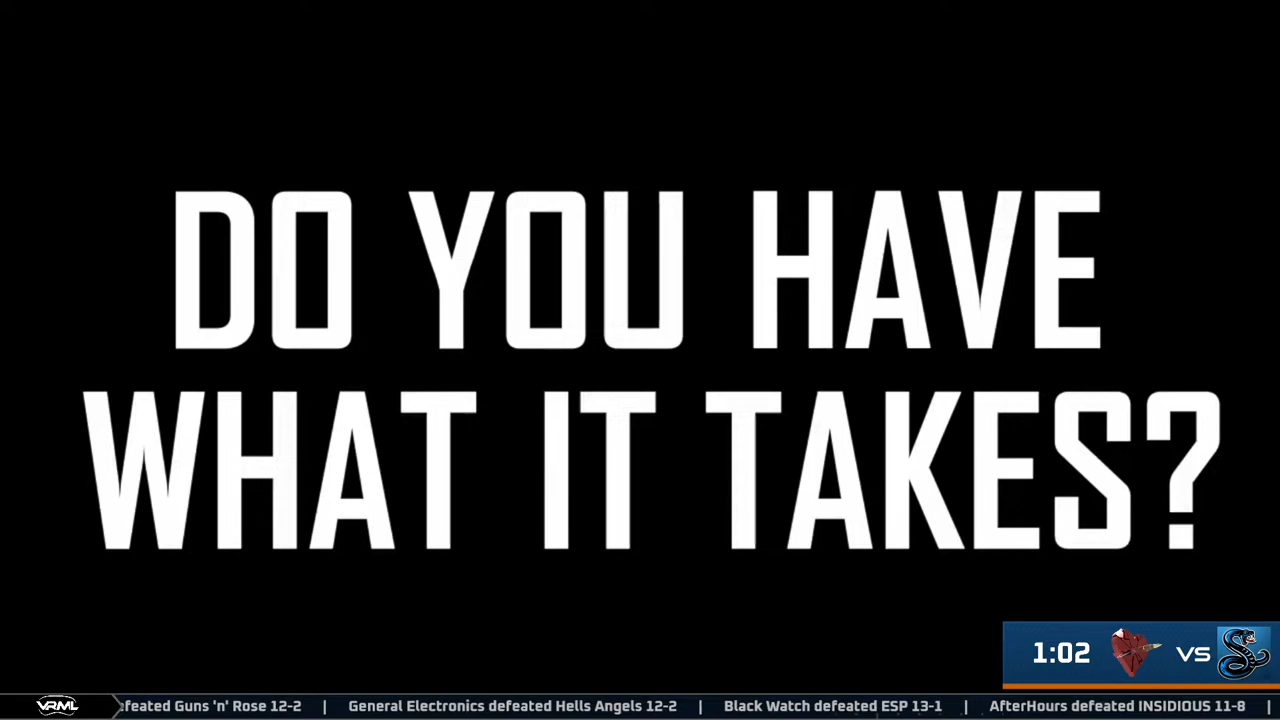 DO YOU HAVE
WHAT IT TAKES?
1:02 VS
VRML efeated Guns 'n' Rose 12-2 | General Electronics defeated Hells Angels 12-2 | Black Watch defeated ESP 13-1 | AfterHours defeated INSIDIOUS 11-8 |